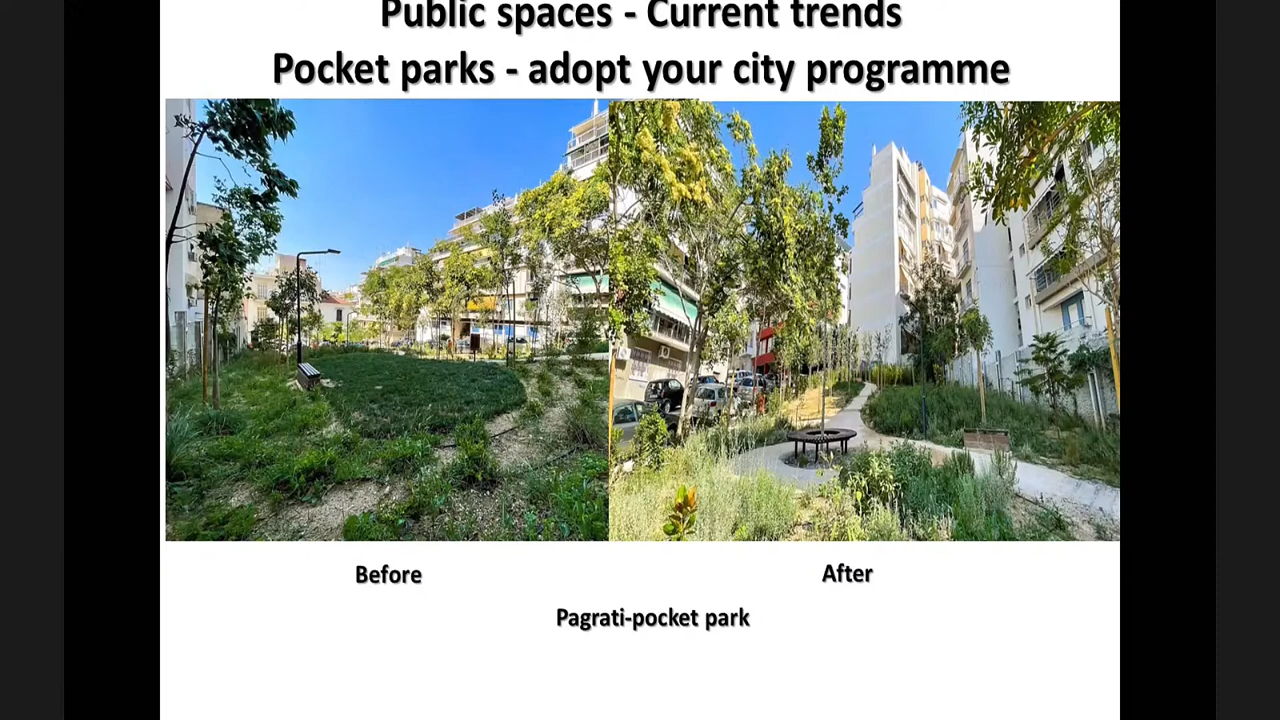 Public spaces - Current trends
Pocket parks - adopt your city programme
Before
After
Pagrati-pocket park